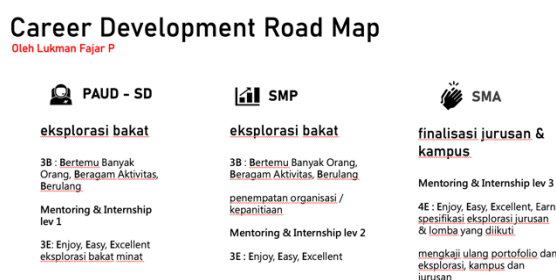 Career Development Road Map
Oleh Lukman Fajar P
PAUD - SD
eksplorasi bakat
3B : Bertemu Banyak
Orang, Beragam Aktivitas,
Berulang
Mentoring & Internship
lev 1
3E: Enjoy, Easy, Excellent
eksplorasi bakat minat
SMP
eksplorasi bakat
3B : Bertemu Banyak Orang,
Beragam Aktivitas, Berulang
penempatan organisasi /
kepanitiaan
Mentoring & Internship lev 2
3E : Enjoy, Easy, Excellent
SMA
finalisasi jurusan &
kampus
Mentoring & Internship lev 3
4E : Enjoy, Easy, Excellent, Earn
spesifikasi eksplorasi jurusan
& lomba yang diikuti
mengkaji ulang portofolio dan
eksplorasi, kampus dan
jurusan